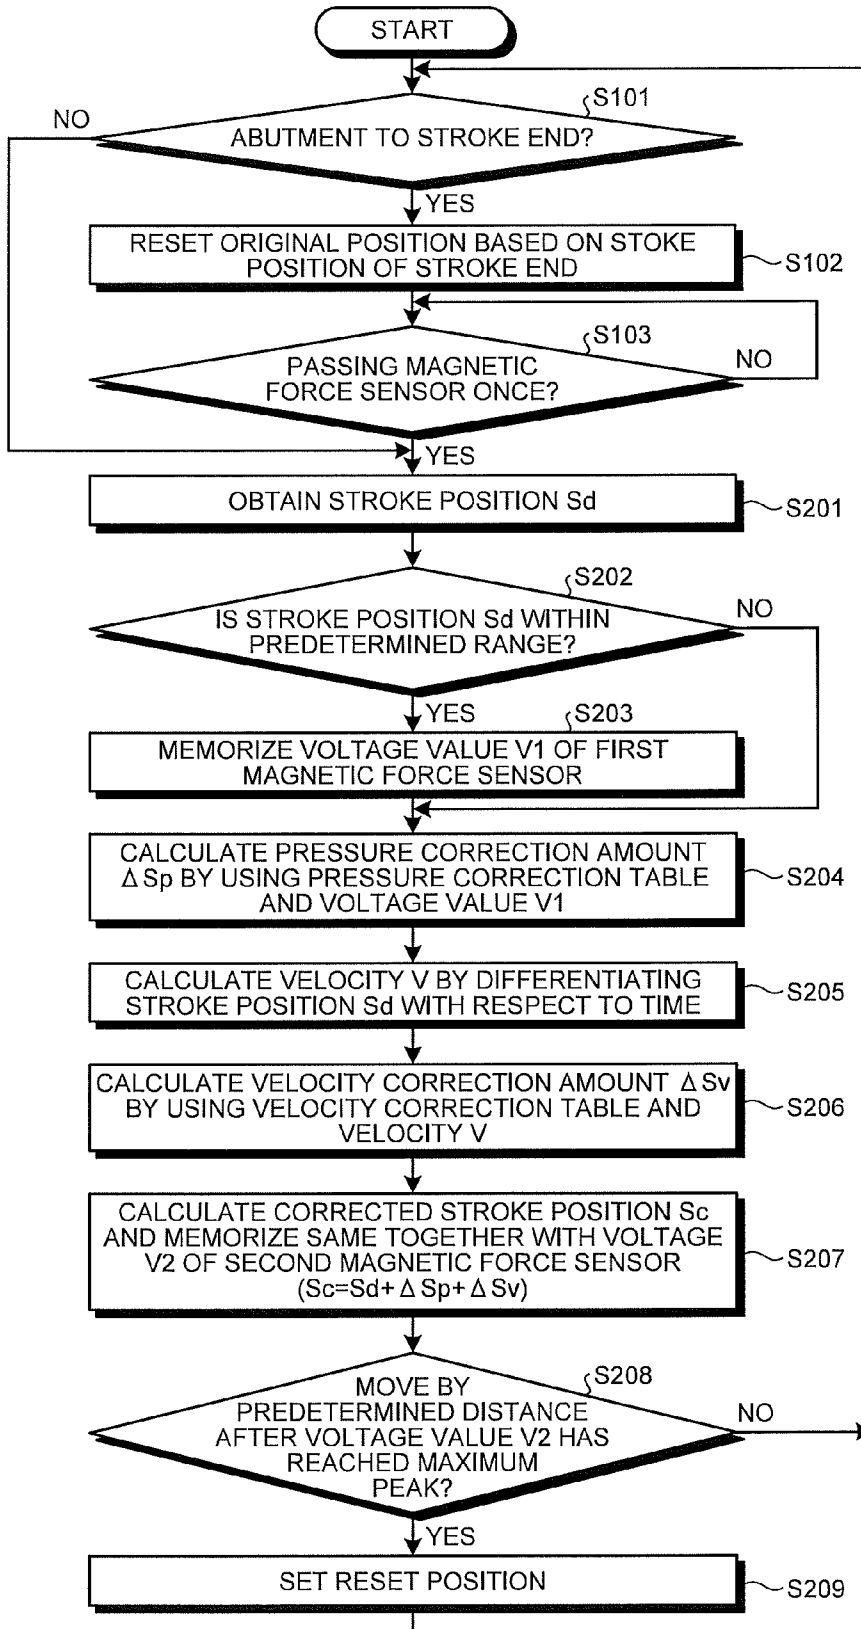 START
S101
NO
ABUTMENT TO STROKE END?
YES
RESET ORIGINAL POSITION BASED ON STOKE
POSITION OF STROKE END
S102
S103
PASSING MAGNETIC
FORCE SENSOR ONCE?
NO
YES
OBTAIN STROKE POSITION Sd
S201
S202
IS STROKE POSITION Sd WITHIN
PREDETERMINED RANGE?
NO
YES
S203
MEMORIZE VOLTAGE VALUE V1 OF FIRST
MAGNETIC FORCE SENSOR
CALCULATE PRESSURE CORRECTION AMOUNT
ΔSp BY USING PRESSURE CORRECTION TABLE
AND VOLTAGE VALUE V1
S204
CALCULATE VELOCITY V BY DIFFERENTIATING
STROKE POSITION Sd WITH RESPECT TO TIME
S205
CALCULATE VELOCITY CORRECTION AMOUNT ΔSv
BY USING VELOCITY CORRECTION TABLE AND
VELOCITY V
S206
CALCULATE CORRECTED STROKE POSITION Sc
AND MEMORIZE SAME TOGETHER WITH VOLTAGE
V2 OF SECOND MAGNETIC FORCE SENSOR
(Sc=Sd+ΔSp+ΔSv)
S207
S208
MOVE BY
PREDETERMINED DISTANCE
AFTER VOLTAGE VALUE V2 HAS
REACHED MAXIMUM
PEAK?
NO
YES
SET RESET POSITION
S209